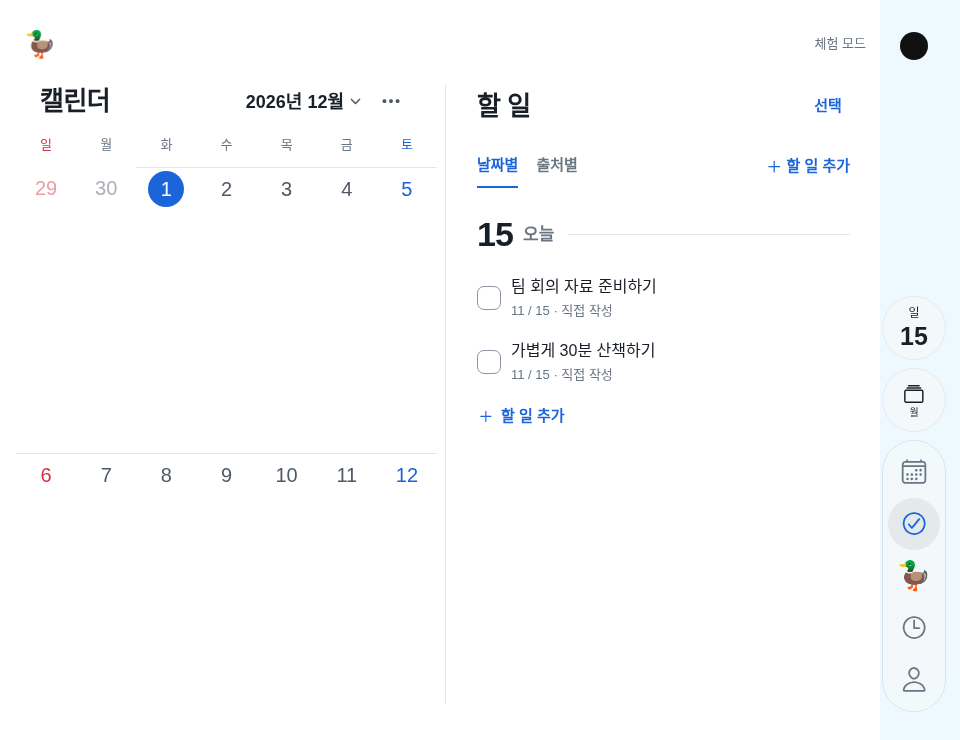 체험 모드
캘린더
2026년 12월
일 월 화 수 목 금 토
29 30 1 2 3 4 5
6 7 8 9 10 11 12
할 일
선택
날짜별 출처별
할 일 추가
15 오늘
팀 회의 자료 준비하기
11 / 15 · 직접 작성
가볍게 30분 산책하기
11 / 15 · 직접 작성
할 일 추가
일
15
월